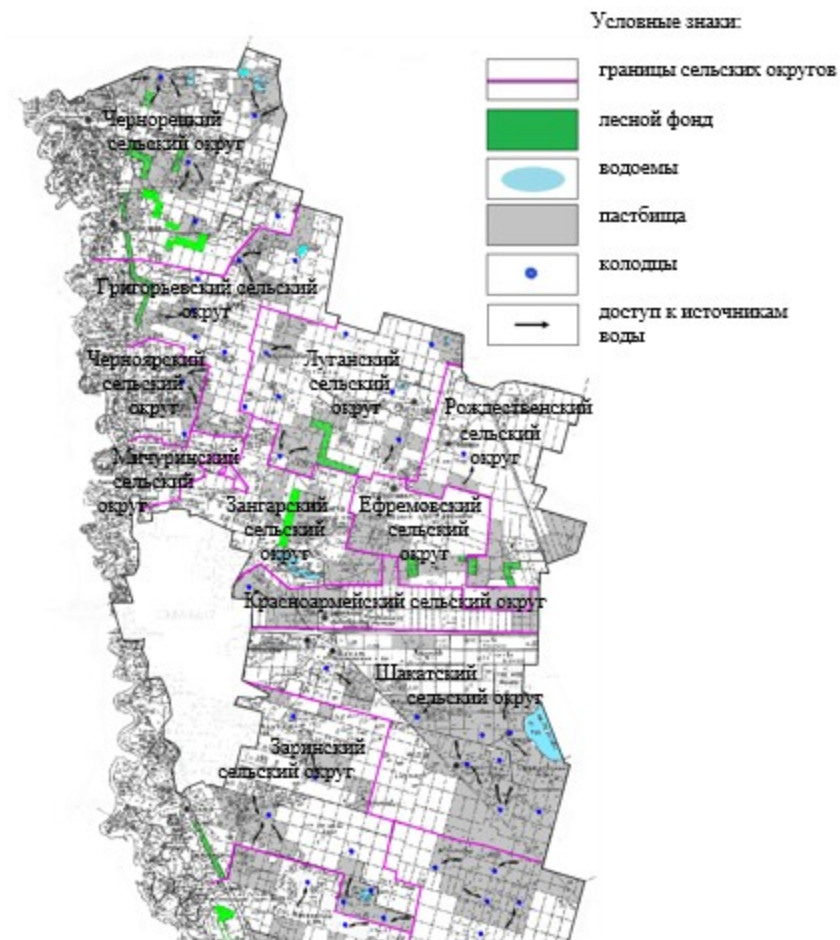 Условные знаки:
границы сельских округов
лесной фонд
водоемы
пастбища
колодцы
доступ к источникам
воды
Чернорецкий
сельский округ
Григорьевский сельский
округ
Черноярский
сельский
округ
Луганский
сельский
округ
Рождественский
сельский
округ
Мичуринский
сельский
округ
Зангарский
сельский
округ
Ефремовский
сельский
округ
Красноармейский сельский округ
Шакатский
сельский округ
Заринский
сельский округ